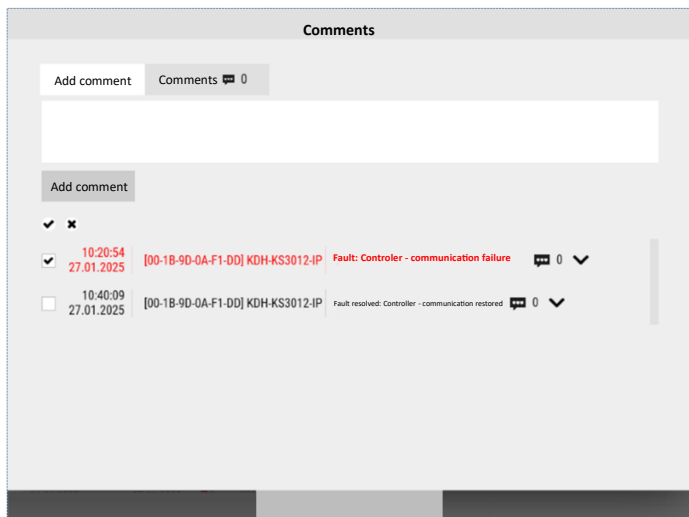 Comments
Add comment Comments 0
Add comment
10:20:54
27.01.2025 [00-1B-9D-0A-F1-DD] KDH-KS3012-IP Fault: Controler - communication failure 0
10:40:09
27.01.2025 [00-1B-9D-0A-F1-DD] KDH-KS3012-IP Fault resolved: Controller - communication restored 0